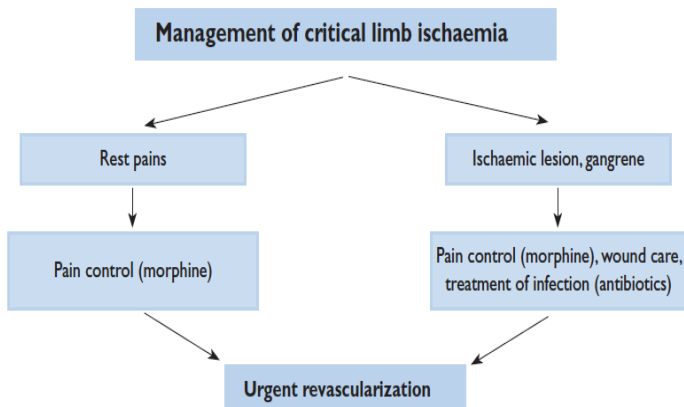 Management of critical limb ischaemia
Rest pains
Ischaemic lesion, gangrene
Pain control (morphine)
Pain control (morphine), wound care,
treatment of infection (antibiotics)
Urgent revascularization